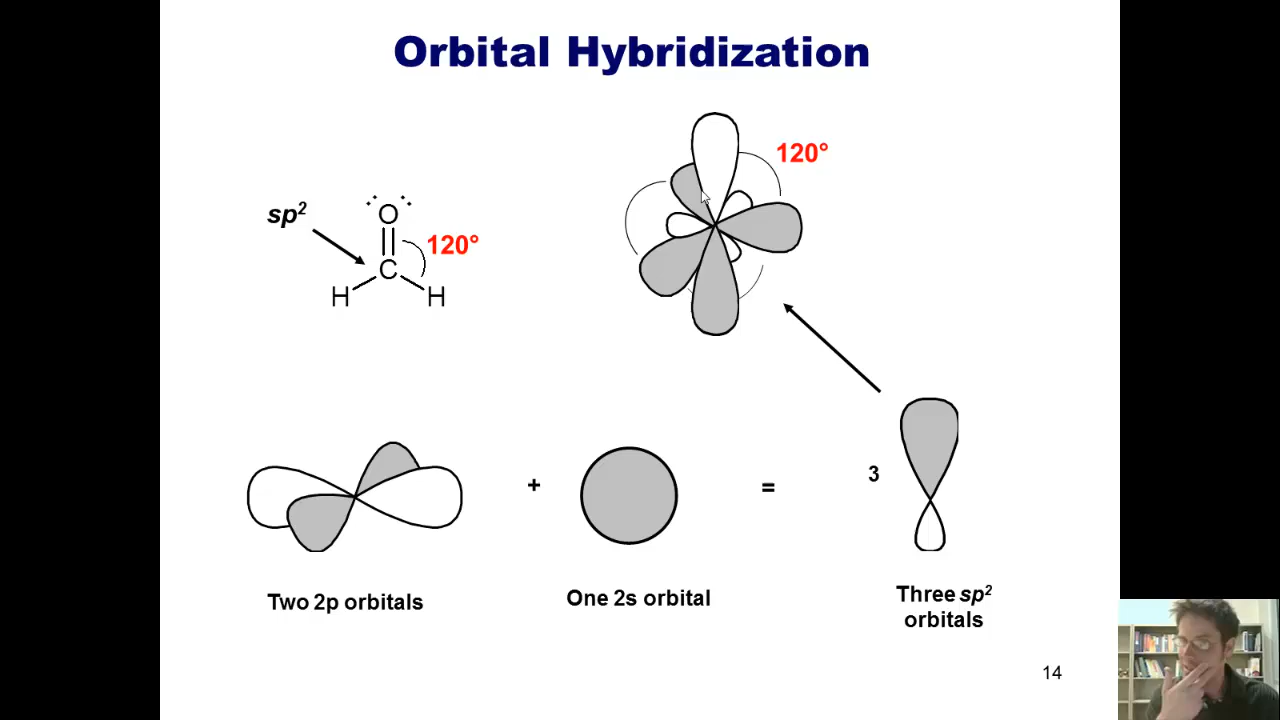 Orbital Hybridization
120°
sp²
O
120°
C
H H
3
+ =
Two 2p orbitals
One 2s orbital
Three sp²
orbitals
14